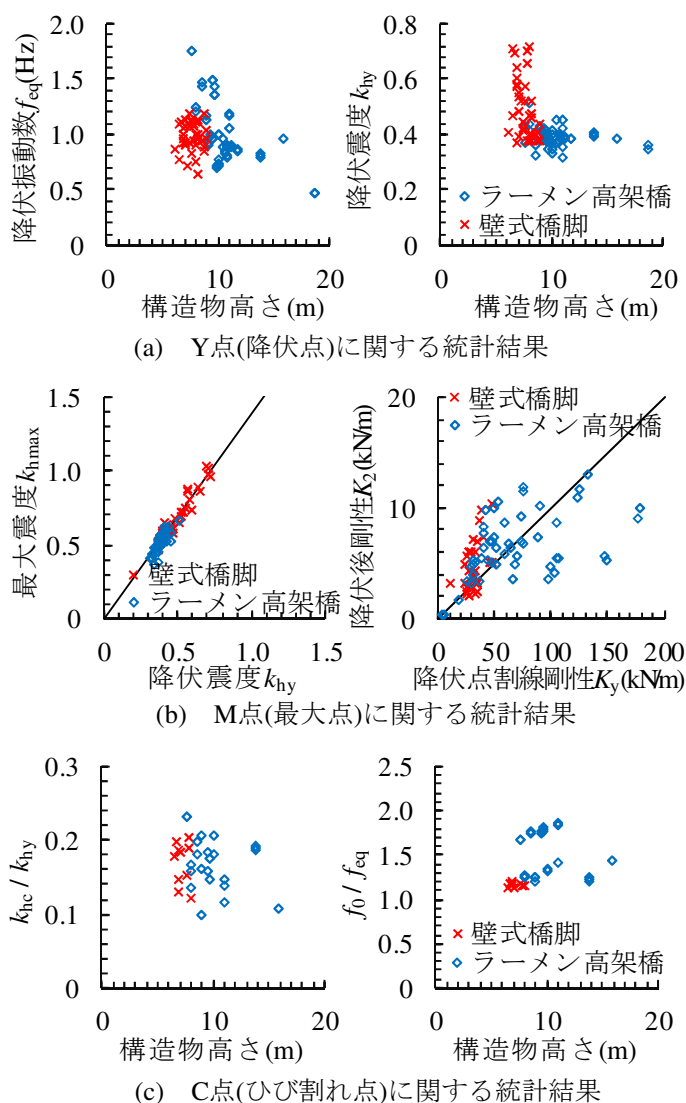 降伏振動数f_eq(Hz)
2.0
1.5
1.0
0.5
0
0 10 20
構造物高さ(m)
降伏震度k_hy
0.8
0.6
0.4
0.2
0
ラーメン高架橋
壁式橋脚
0 10 20
構造物高さ(m)
(a) Y点(降伏点)に関する統計結果
最大震度k_hmax
1.5
1.0
0.5
0
壁式橋脚
ラーメン高架橋
0 0.5 1.0 1.5
降伏震度k_hy
降伏後剛性K_2(kN/m)
20
10
0
壁式橋脚
ラーメン高架橋
0 50 100 150 200
降伏点割線剛性K_y(kN/m)
(b) M点(最大点)に関する統計結果
k_hc / k_hy
0.3
0.2
0.1
0
0 10 20
構造物高さ(m)
f_0 / f_eq
2.5
2.0
1.5
1.0
0.5
0
壁式橋脚
ラーメン高架橋
0 10 20
構造物高さ(m)
(c) C点(ひび割れ点)に関する統計結果